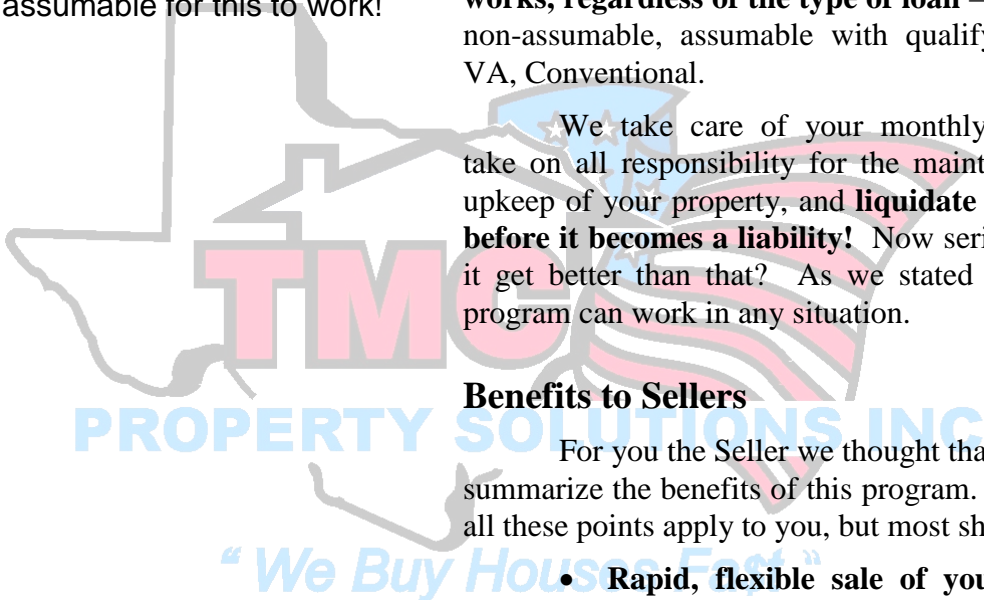 assumable for this to work!
works, regardless of the type of loan –
non-assumable, assumable with qualify
VA, Conventional.
We take care of your monthly
take on all responsibility for the maint
upkeep of your property, and liquidate
before it becomes a liability! Now seri
it get better than that? As we stated
program can work in any situation.
Benefits to Sellers
For you the Seller we thought tha
summarize the benefits of this program.
all these points apply to you, but most sh
• Rapid, flexible sale of you
TMC
PROPERTY SOLUTIONS INC
“We Buy Houses Fa$t”